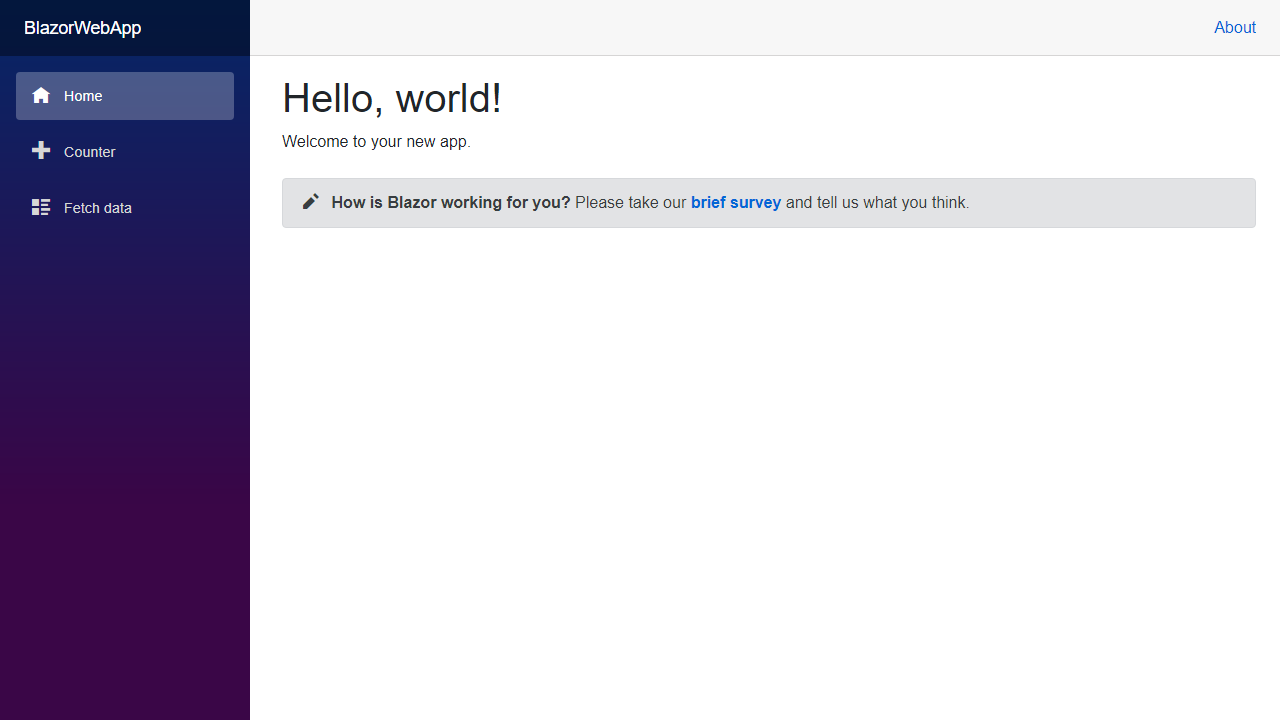 BlazorWebApp
About
Home
Counter
Fetch data
Hello, world!
Welcome to your new app.
How is Blazor working for you? Please take our brief survey and tell us what you think.